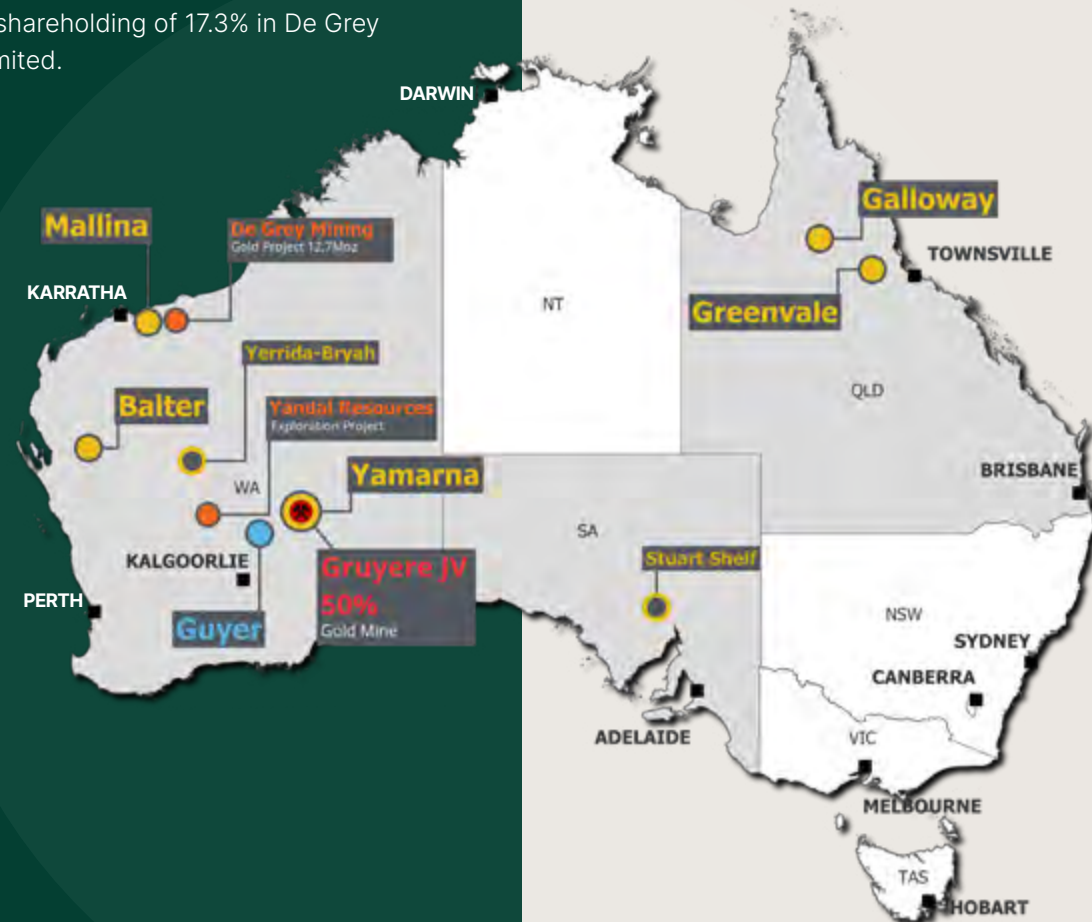 shareholding of 17.3% in De Grey
mited.
DARWIN
Mallina
De Grey Mining
Gold Project 12.7Moz
Galloway
TOWNSVILLE
KARRATHA
NT
Greenvale
Yerrida-Bryah
QLD
Balter
Yandal Resources
Exploration Project
BRISBANE
WA
Yamarna
SA
KALGOORLIE
Stuart Shelf
Gruyere JV
50%
Gold Mine
PERTH
Guyer
NSW
SYDNEY
CANBERRA
ADELAIDE
VIC
MELBOURNE
TAS
HOBART